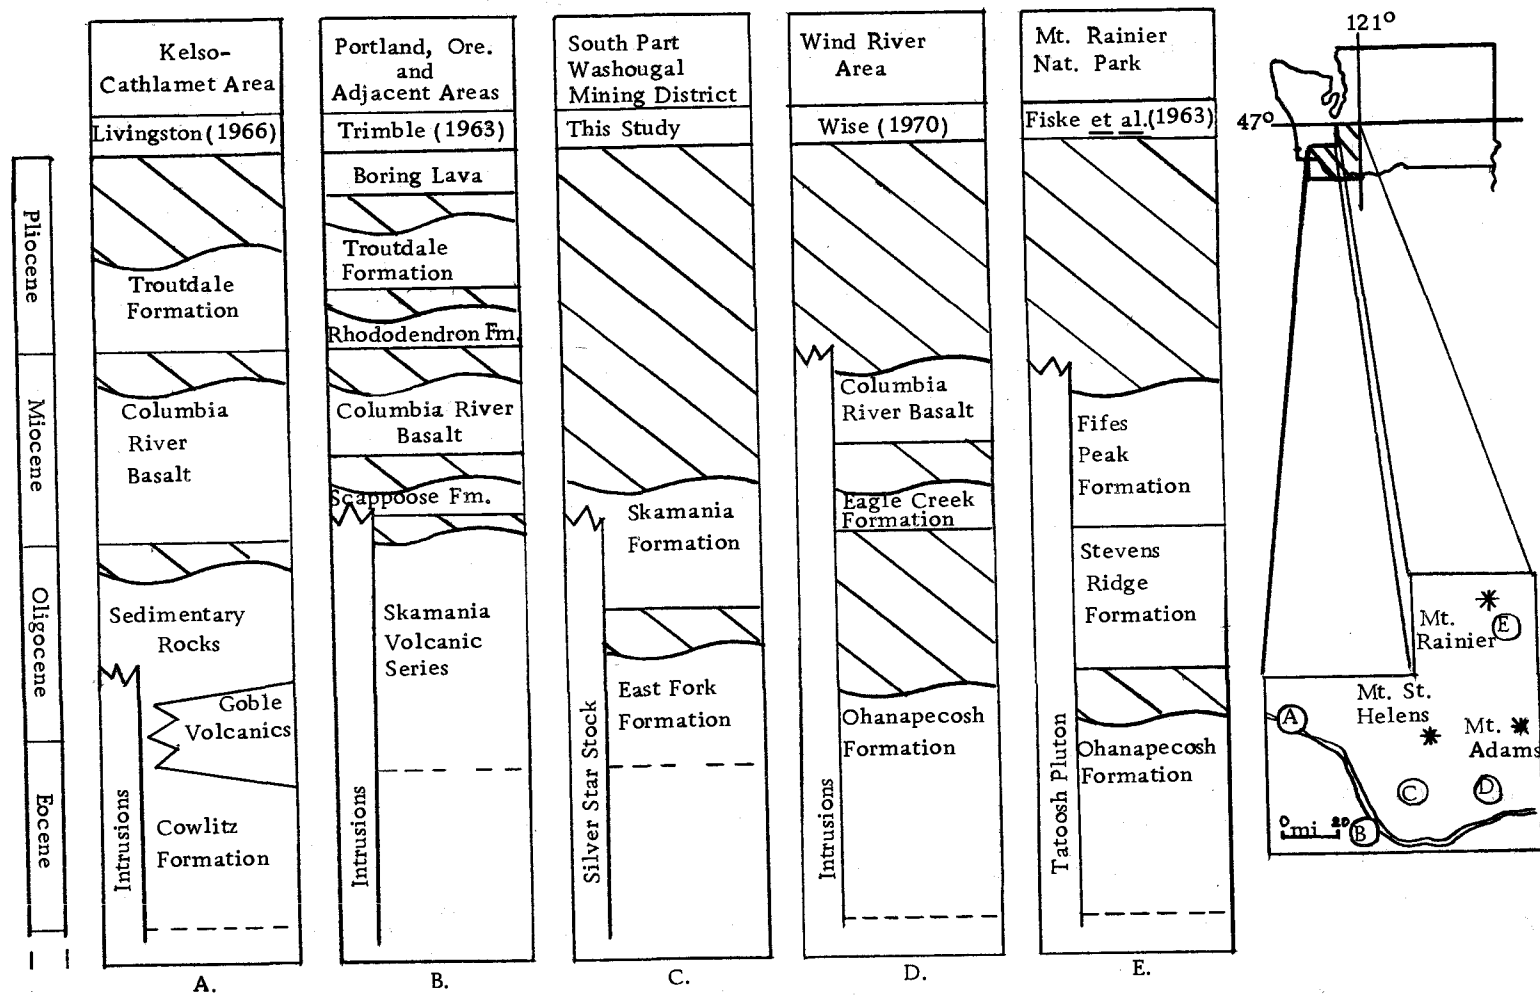 Kelso-
Cathlamet Area
Livingston (1966)
Troutdale
Formation
Columbia
River
Basalt
Sedimentary
Rocks
Goble
Volcanics
Cowlitz
Formation
Intrusions
A.
Portland, Ore.
and
Adjacent Areas
Trimble (1963)
Boring Lava
Troutdale
Formation
Rhododendron Fm.
Columbia River
Basalt
Scappoose Fm.
Skamania
Volcanic
Series
Intrusions
B.
South Part
Washougal
Mining District
This Study
Skamania
Formation
East Fork
Formation
Silver Star Stock
C.
Wind River
Area
Wise (1970)
Columbia
River Basalt
Eagle Creek
Formation
Ohanapecosh
Formation
Intrusions
D.
Mt. Rainier
Nat. Park
Fiske et al. (1963)
Fifes
Peak
Formation
Stevens
Ridge
Formation
Ohanapecosh
Formation
Tatoosh Pluton
E.
Pliocene
Miocene
Oligocene
Eocene
121°
47°
Mt.
Rainier
E
Mt. St.
Helens
Mt.
Adams
A
C
D
B
0 mi 20